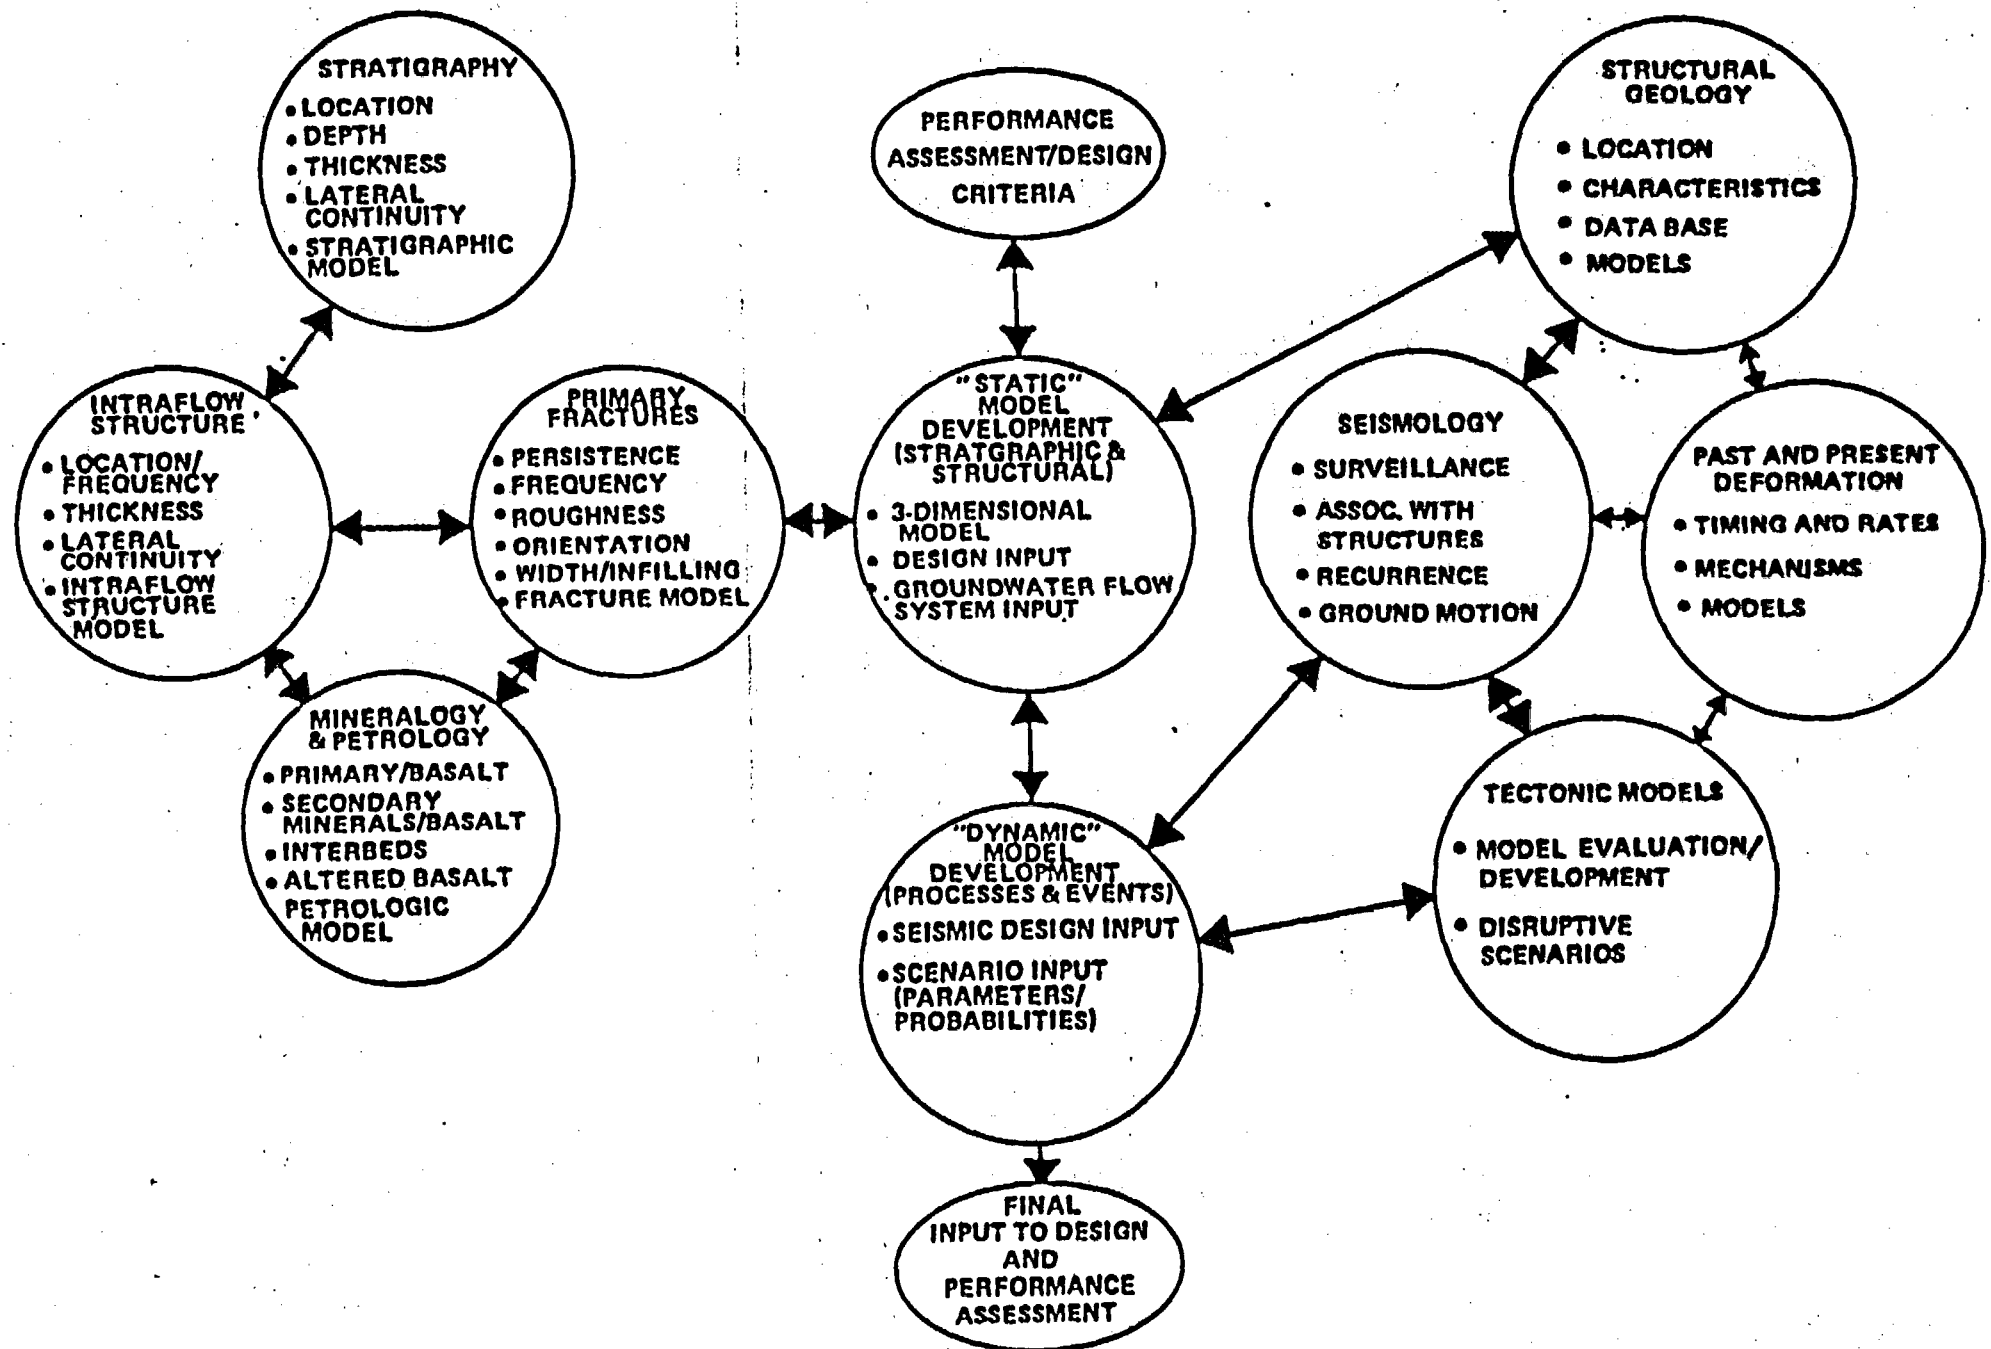 STRATIGRAPHY
• LOCATION
• DEPTH
• THICKNESS
• LATERAL
CONTINUITY
• STRATIGRAPHIC
MODEL
PERFORMANCE
ASSESSMENT/DESIGN
CRITERIA
STRUCTURAL
GEOLOGY
• LOCATION
• CHARACTERISTICS
• DATA BASE
• MODELS
INTRAFLOW
STRUCTURE
• LOCATION/
FREQUENCY
• THICKNESS
• LATERAL
CONTINUITY
• INTRAFLOW
STRUCTURE
MODEL
PRIMARY
FRACTURES
• PERSISTENCE
• FREQUENCY
• ROUGHNESS
• ORIENTATION
• WIDTH/INFILLING
• FRACTURE MODEL
"STATIC"
MODEL
DEVELOPMENT
(STRATGRAPHIC &
STRUCTURAL)
• 3-DIMENSIONAL
MODEL
• DESIGN INPUT
• GROUNDWATER FLOW
SYSTEM INPUT
SEISMOLOGY
• SURVEILLANCE
• ASSOC. WITH
STRUCTURES
• RECURRENCE
• GROUND MOTION
PAST AND PRESENT
DEFORMATION
• TIMING AND RATES
• MECHANISMS
• MODELS
MINERALOGY
& PETROLOGY
• PRIMARY/BASALT
• SECONDARY
MINERALS/BASALT
• INTERBEDS
• ALTERED BASALT
PETROLOGIC
MODEL
"DYNAMIC"
MODEL
DEVELOPMENT
(PROCESSES & EVENTS)
• SEISMIC DESIGN INPUT
• SCENARIO INPUT
(PARAMETERS/
PROBABILITIES)
TECTONIC MODELS
• MODEL EVALUATION/
DEVELOPMENT
• DISRUPTIVE
SCENARIOS
FINAL
INPUT TO DESIGN
AND
PERFORMANCE
ASSESSMENT